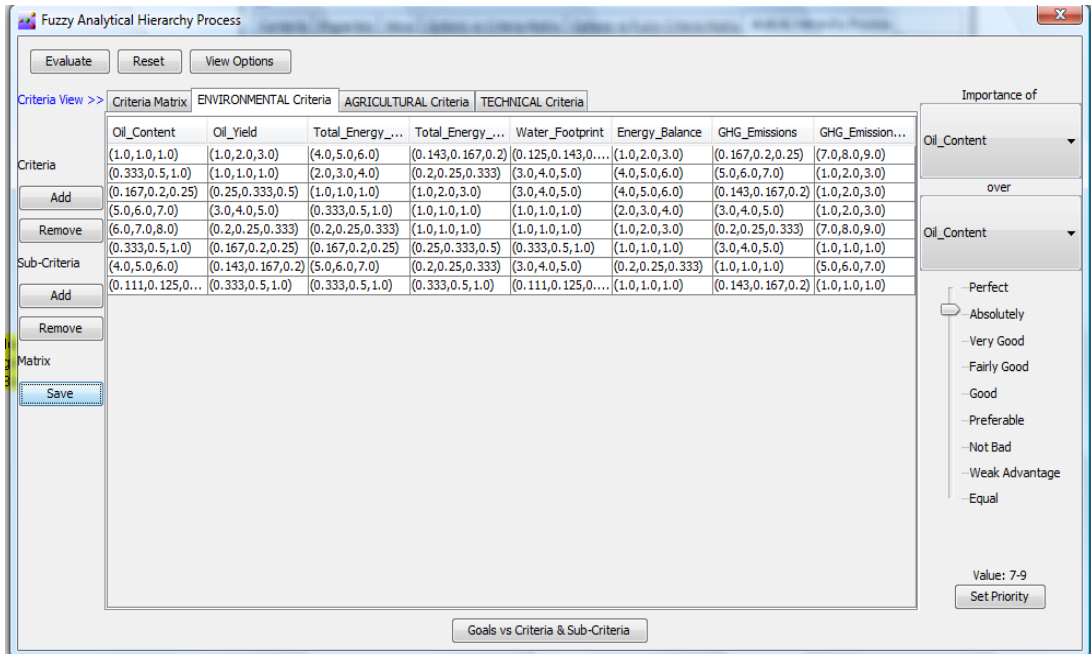 Fuzzy Analytical Hierarchy Process
Evaluate Reset View Options
Criteria View >> Criteria Matrix ENVIRONMENTAL Criteria AGRICULTURAL Criteria TECHNICAL Criteria
Importance of
Oil_Content Oil_Yield Total_Energy_... Total_Energy_... Water_Footprint Energy_Balance GHG_Emissions GHG_Emission...
(1.0,1.0,1.0) (1.0,2.0,3.0) (4.0,5.0,6.0) (0.143,0.167,0.2) (0.125,0.143,0.... (1.0,2.0,3.0) (0.167,0.2,0.25) (7.0,8.0,9.0)
(0.333,0.5,1.0) (1.0,1.0,1.0) (2.0,3.0,4.0) (0.2,0.25,0.333) (3.0,4.0,5.0) (4.0,5.0,6.0) (5.0,6.0,7.0) (1.0,2.0,3.0)
(0.167,0.2,0.25) (0.25,0.333,0.5) (1.0,1.0,1.0) (1.0,2.0,3.0) (3.0,4.0,5.0) (4.0,5.0,6.0) (0.143,0.167,0.2) (1.0,2.0,3.0)
(5.0,6.0,7.0) (3.0,4.0,5.0) (0.333,0.5,1.0) (1.0,1.0,1.0) (1.0,1.0,1.0) (2.0,3.0,4.0) (3.0,4.0,5.0) (1.0,2.0,3.0)
(6.0,7.0,8.0) (0.2,0.25,0.333) (0.2,0.25,0.333) (1.0,1.0,1.0) (1.0,1.0,1.0) (1.0,2.0,3.0) (0.2,0.25,0.333) (7.0,8.0,9.0)
(0.333,0.5,1.0) (0.167,0.2,0.25) (0.167,0.2,0.25) (0.25,0.333,0.5) (0.333,0.5,1.0) (1.0,1.0,1.0) (3.0,4.0,5.0) (1.0,1.0,1.0)
(4.0,5.0,6.0) (0.143,0.167,0.2) (5.0,6.0,7.0) (0.2,0.25,0.333) (3.0,4.0,5.0) (0.2,0.25,0.333) (1.0,1.0,1.0) (5.0,6.0,7.0)
(0.111,0.125,0... (0.333,0.5,1.0) (0.333,0.5,1.0) (0.333,0.5,1.0) (0.111,0.125,0.... (1.0,1.0,1.0) (0.143,0.167,0.2) (1.0,1.0,1.0)
Criteria
Add
Remove
Sub-Criteria
Add
Remove
Matrix
Save
Oil_Content
over
Oil_Content
Perfect
Absolutely
Very Good
Fairly Good
Good
Preferable
Not Bad
Weak Advantage
Equal
Value: 7-9
Set Priority
Goals vs Criteria & Sub-Criteria